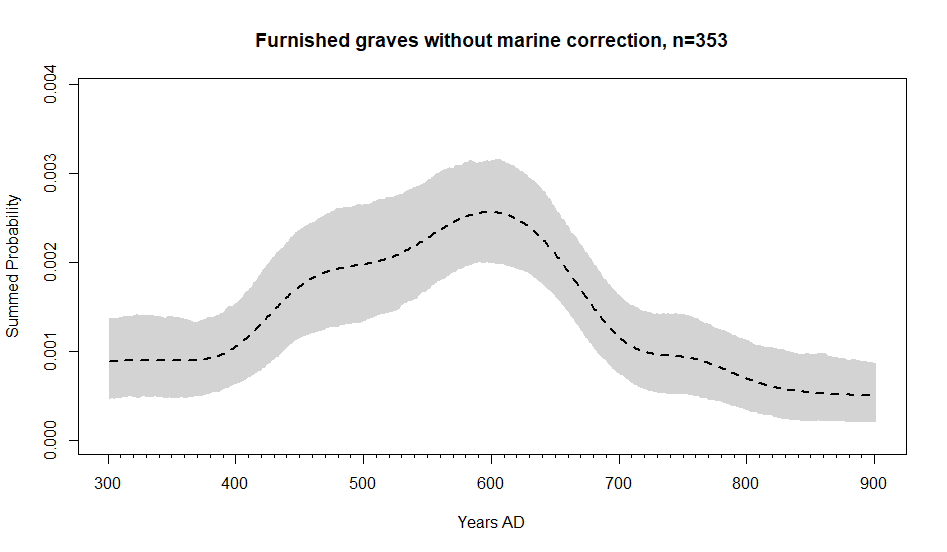 Furnished graves without marine correction, n=353
0.004
0.003
0.002
0.001
0.000
Summed Probability
300 400 500 600 700 800 900
Years AD